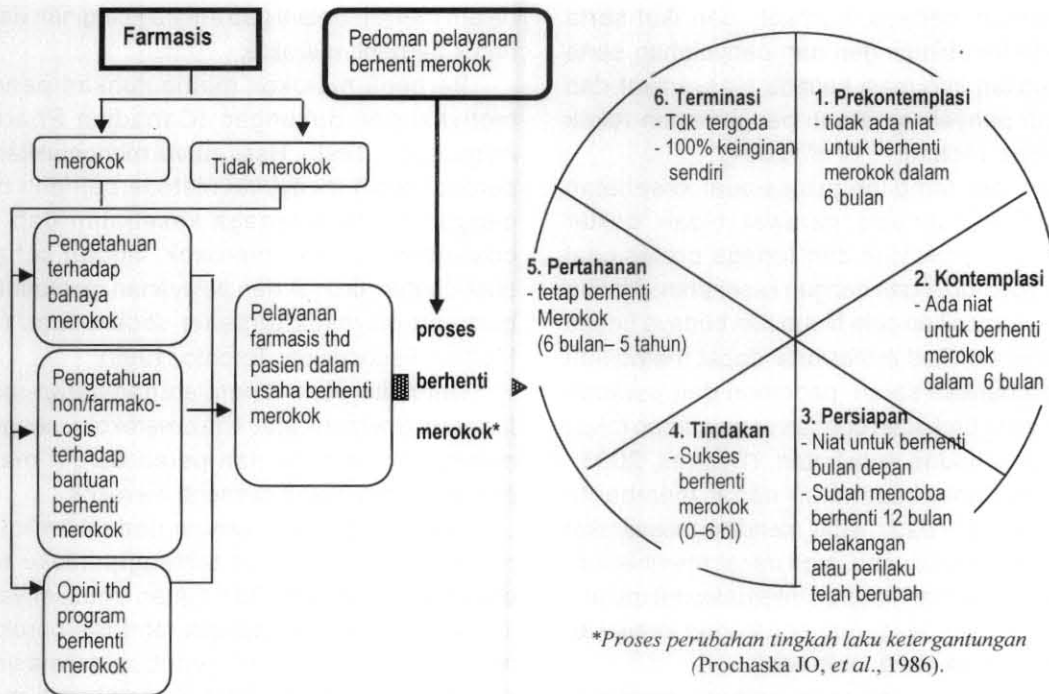 Farmasis
Pedoman pelayanan
berhenti merokok
merokok
Tidak merokok
Pengetahuan
terhadap
bahaya
merokok
Pengetahuan
non/farmako-
Logis
terhadap
bantuan
berhenti
merokok
Opini thd
program
berhenti
merokok
Pelayanan
farmasis thd
pasien dalam
usaha berhenti
merokok
proses
berhenti
merokok*
6. Terminasi
- Tdk tergoda
- 100% keinginan
sendiri
1. Prekontemplasi
- tidak ada niat
untuk berhenti
merokok dalam
6 bulan
5. Pertahanan
- tetap berhenti
Merokok
(6 bulan– 5 tahun)
2. Kontemplasi
- Ada niat
untuk berhenti
merokok
dalam 6 bulan
4. Tindakan
- Sukses
berhenti
merokok
(0–6 bl)
3. Persiapan
- Niat untuk berhenti
bulan depan
- Sudah mencoba
berhenti 12 bulan
belakangan
atau perilaku
telah berubah
*Proses perubahan tingkah laku ketergantungan
(Prochaska JO, et al., 1986).